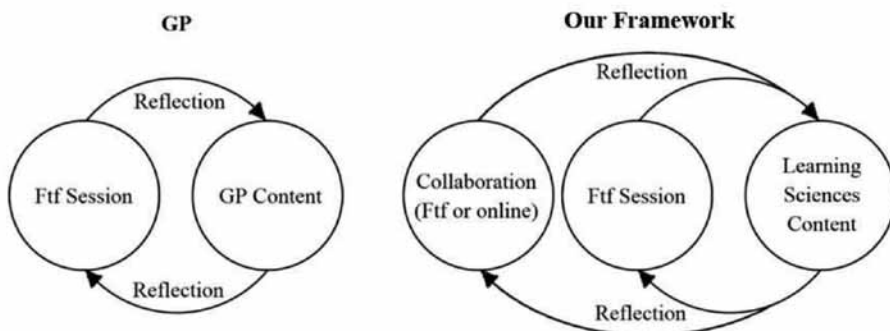 GP
Reflection
Ftf Session
GP Content
Reflection
Our Framework
Reflection
Collaboration
(Ftf or online)
Ftf Session
Learning
Sciences
Content
Reflection